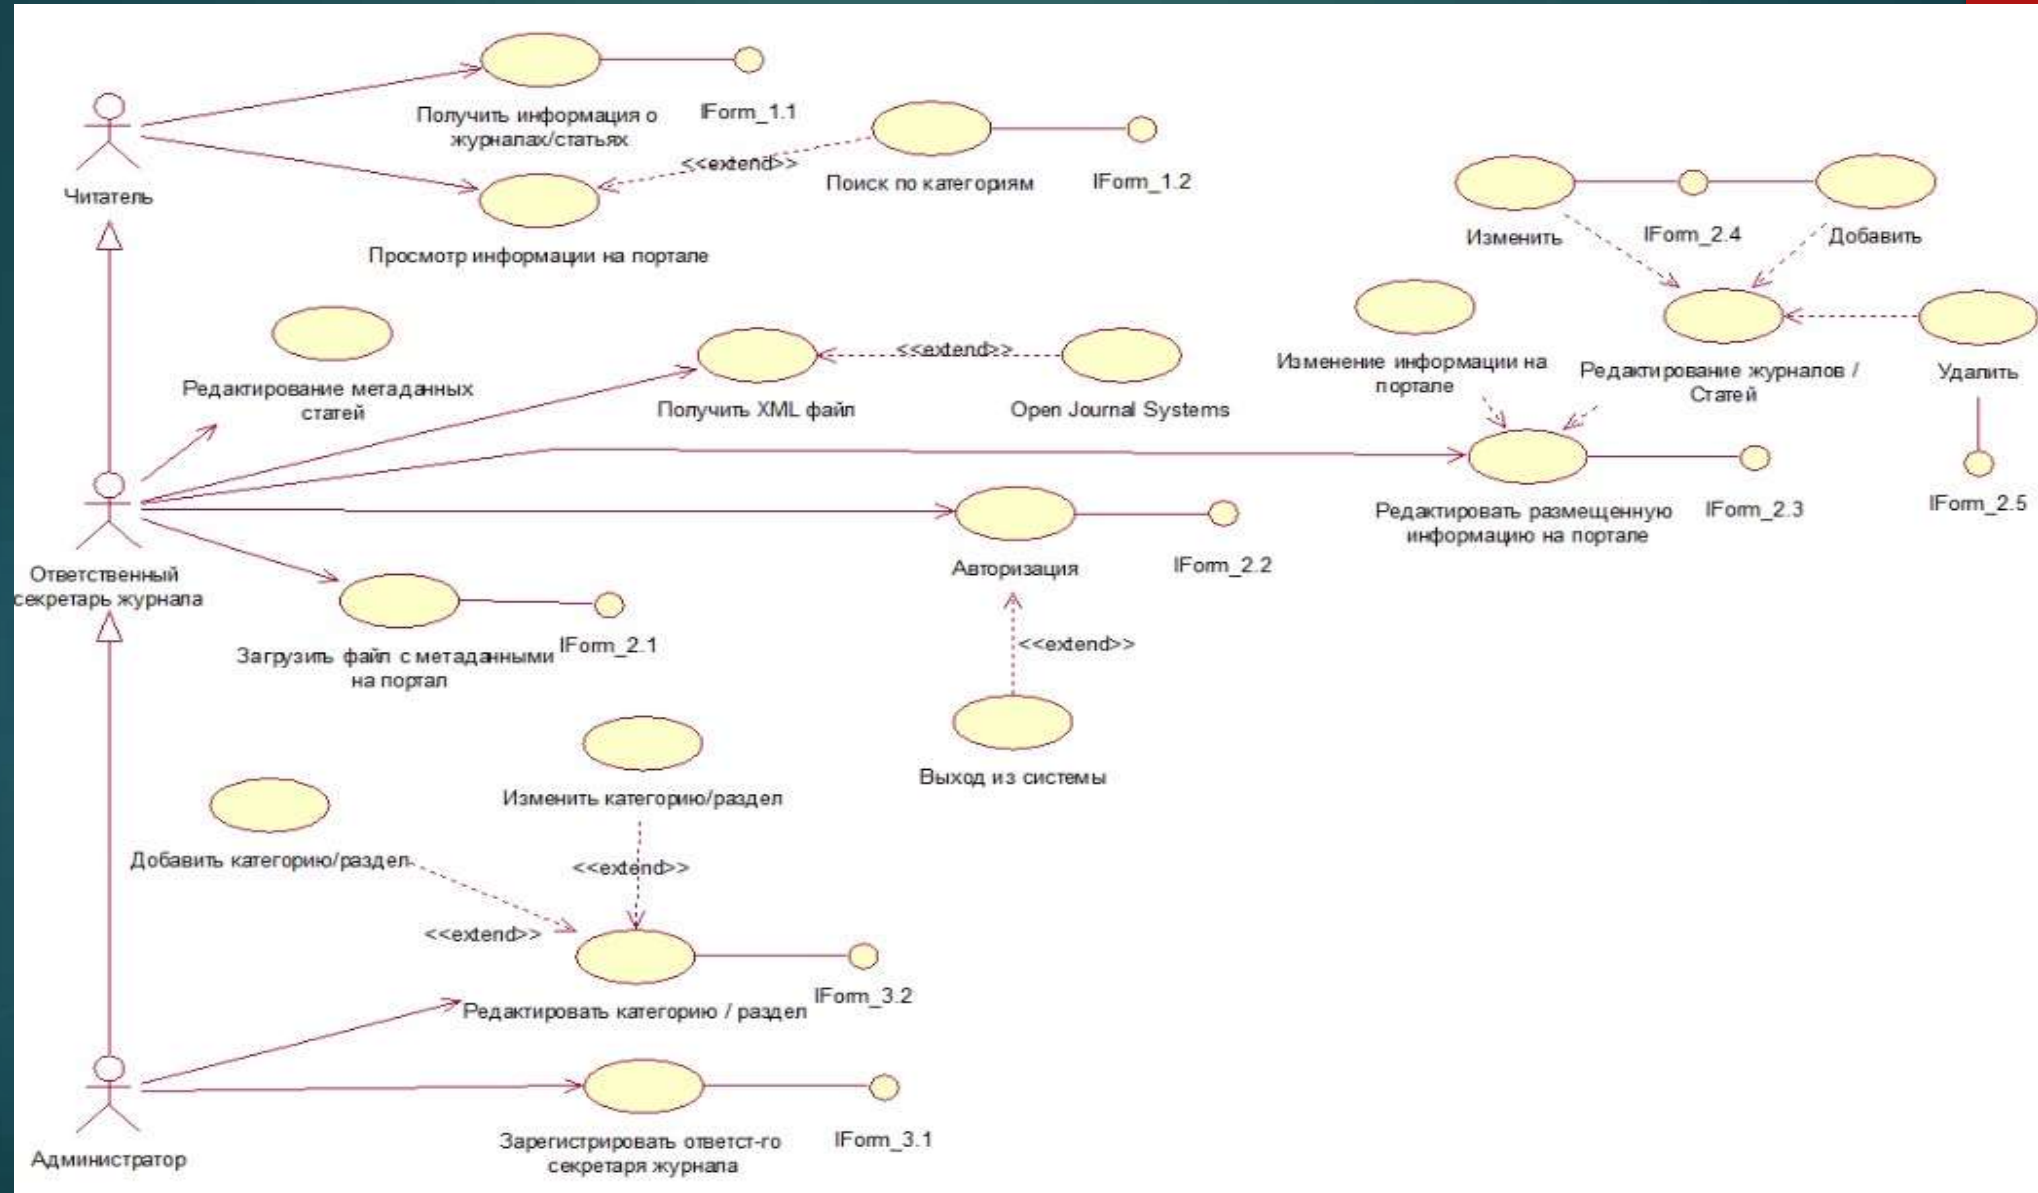 Получить информация о
журналах/статьях
IForm_1.1
<<extend>>
Поиск по категориям
IForm_1.2
Читатель
Просмотр информации на портале
Изменить
IForm_2.4
Добавить
Редактирование метаданных
статей
<<extend>>
Получить XML файл
Open Journal Systems
Изменение информации на
портале
Редактирование журналов /
Статей
Удалить
IForm_2.5
Редактировать размещенную
информацию на портале
IForm_2.3
Авторизация
IForm_2.2
Ответственный
секретарь журнала
Загрузить файл с метаданными
на портал
IForm_2.1
<<extend>>
Выход из системы
Изменить категорию/раздел
Добавить категорию/раздел
<<extend>>
<<extend>>
Редактировать категорию / раздел
IForm_3.2
Зарегистрировать ответст-го
секретаря журнала
IForm_3.1
Администратор